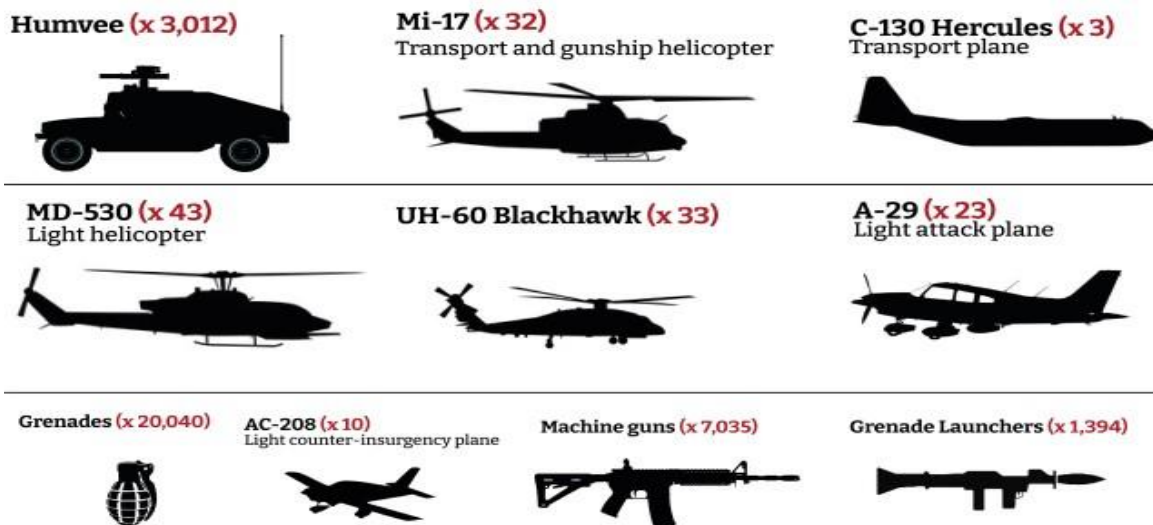 Humvee (x 3,012)
Mi-17 (x 32)
Transport and gunship helicopter
C-130 Hercules (x 3)
Transport plane
MD-530 (x 43)
Light helicopter
UH-60 Blackhawk (x 33)
A-29 (x 23)
Light attack plane
Grenades (x 20,040)
AC-208 (x 10)
Light counter-insurgency plane
Machine guns (x 7,035)
Grenade Launchers (x 1,394)